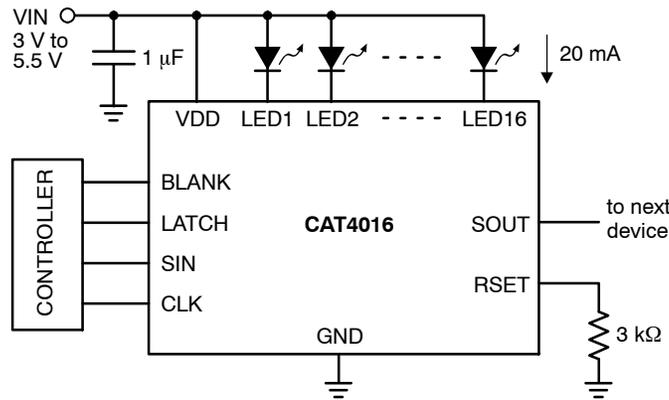 VIN
3 V to
5.5 V
1 μF
20 mA
VDD LED1 LED2 LED16
CONTROLLER
BLANK
LATCH
SIN
CLK
CAT4016
SOUT
to next
device
RSET
3 kΩ
GND